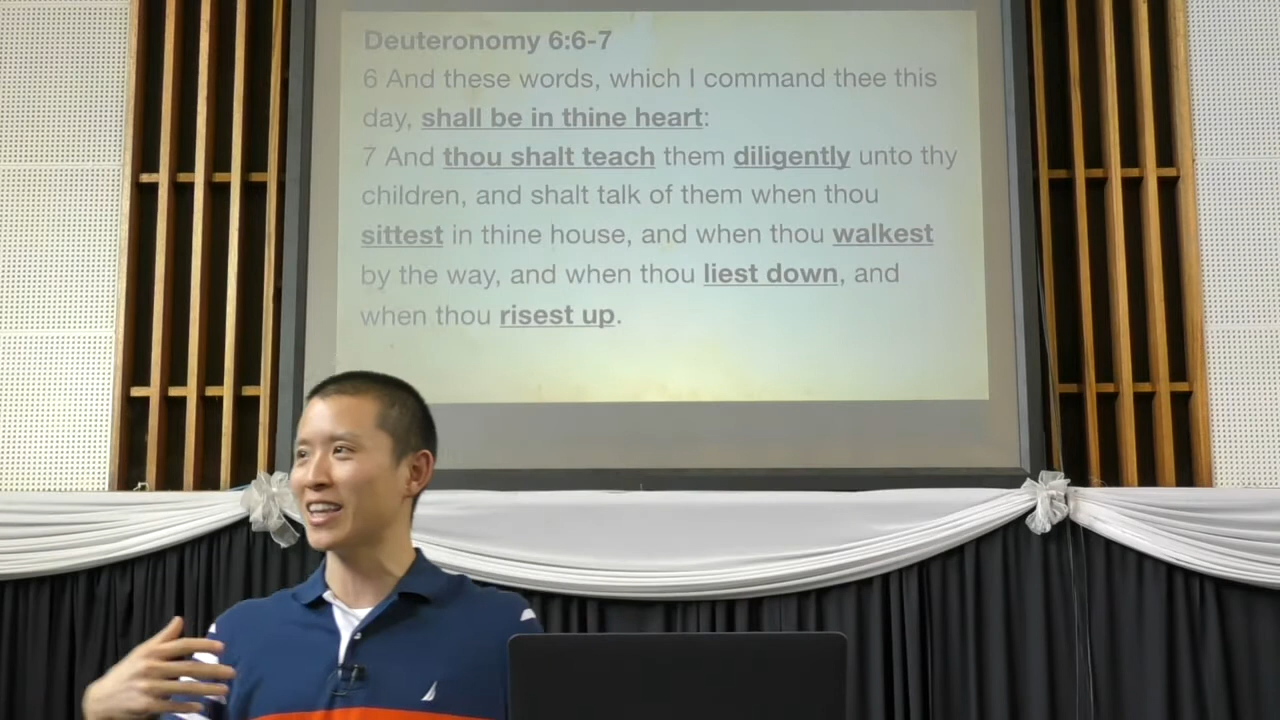 Deuteronomy 6:6-7
6 And these words, which I command thee this
day, shall be in thine heart:
7 And thou shalt teach them diligently unto thy
children, and shalt talk of them when thou
sittest in thine house, and when thou walkest
by the way, and when thou liest down, and
when thou risest up.